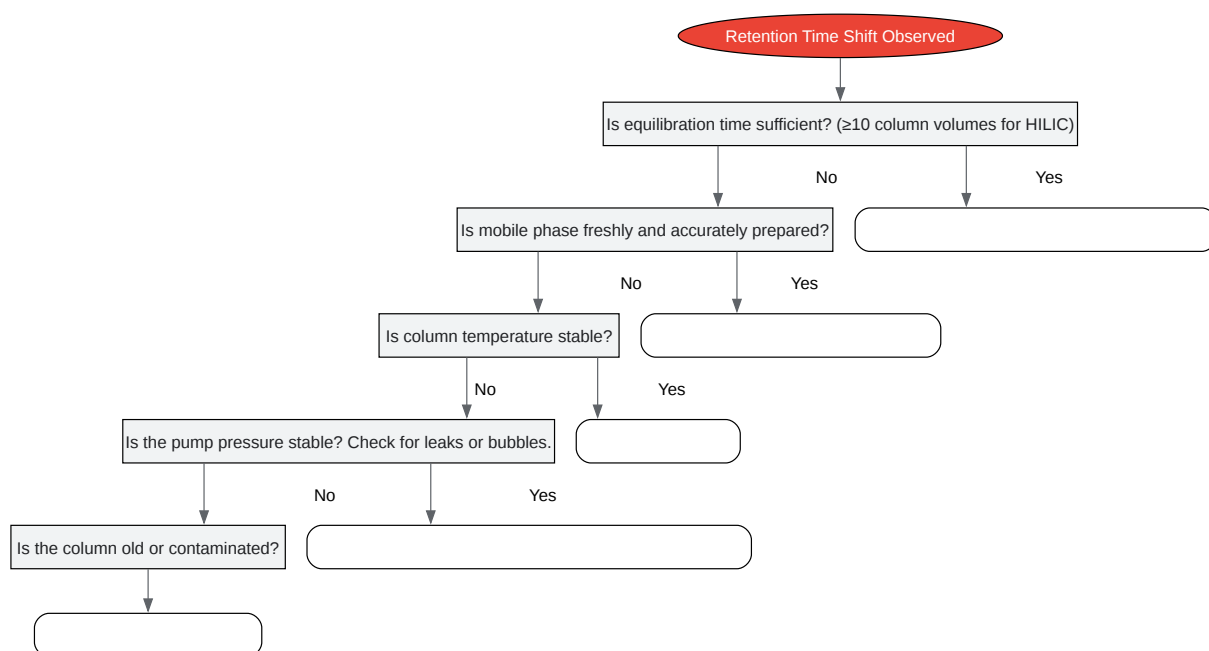 Retention Time Shift Observed
Is equilibration time sufficient? (≥10 column volumes for HILIC)
No
Yes
Is mobile phase freshly and accurately prepared?
No
Yes
Is column temperature stable?
No
Yes
Is the pump pressure stable? Check for leaks or bubbles.
No
Yes
Is the column old or contaminated?